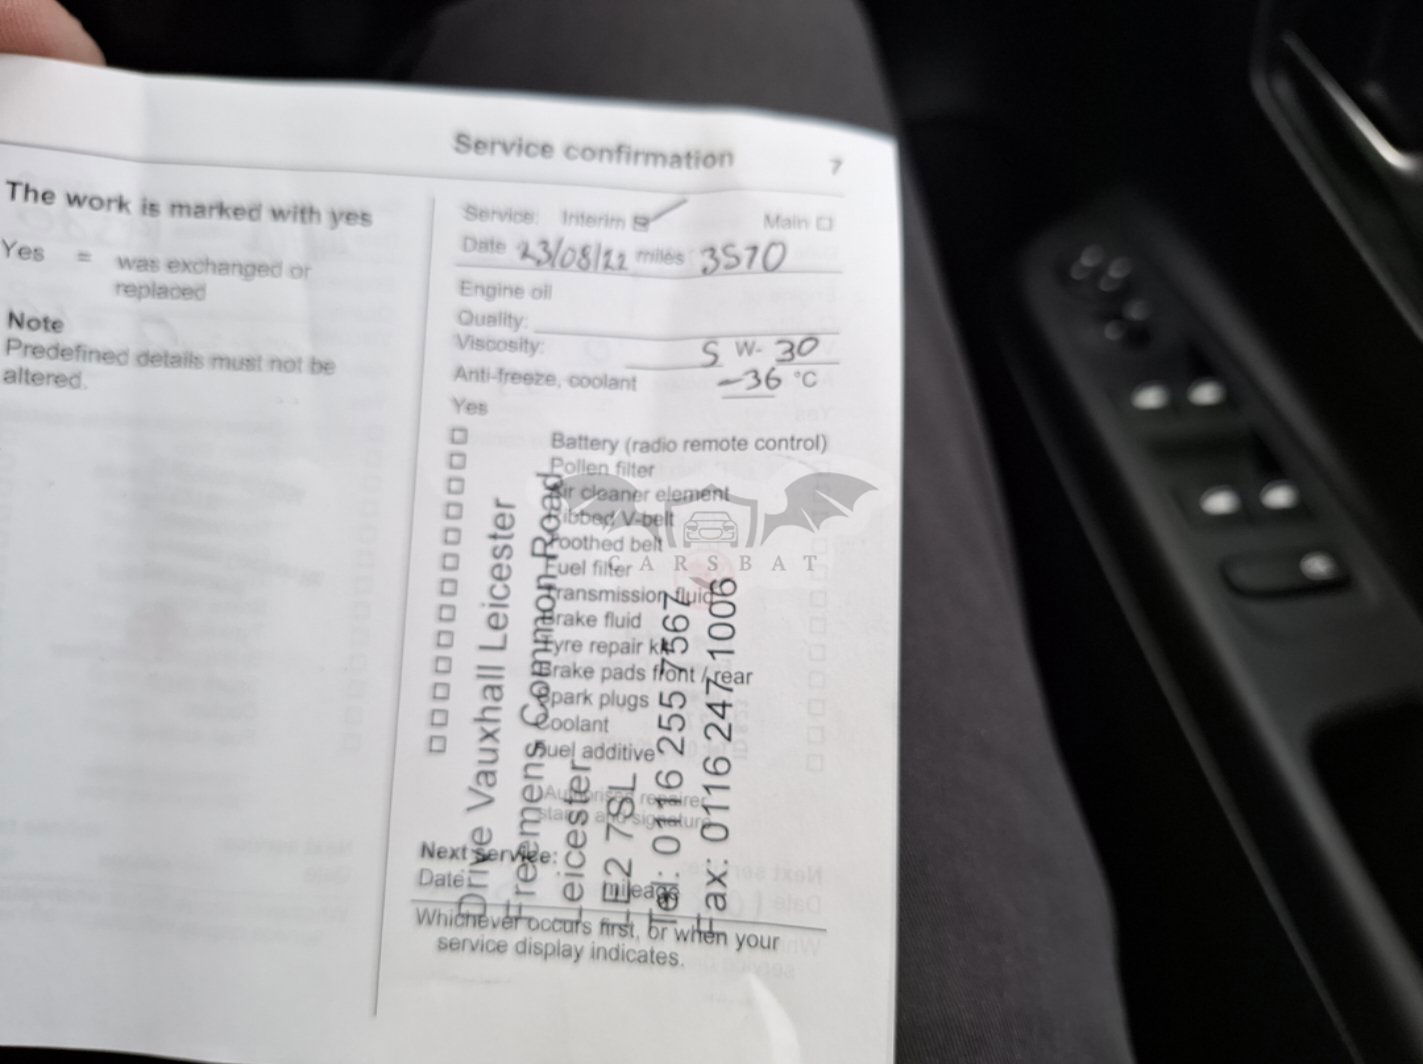 Service confirmation 7
The work is marked with yes
Yes = was exchanged or
replaced
Note
Predefined details must not be
altered.
Service: Interim Main
Date 23/08/22 miles 3570
Engine oil
Quality:
Viscosity: 5 W- 30
Anti-freeze, coolant -36 °C
Yes
Battery (radio remote control)
Pollen filter
Air cleaner element
Ribbed V-belt
Toothed belt
Fuel filter
Transmission fluid
Brake fluid
Tyre repair kit
Brake pads front / rear
Spark plugs
Coolant
Fuel additive
Authorised repairer
stamp and signature
Next service:
Date mileage
Whichever occurs first, or when your
service display indicates.
Drive Vauxhall Leicester
Freemens Common Road
Leicester
LE2 7SL
Tel: 0116 255 7567
Fax: 0116 247 1006
CARSBAT